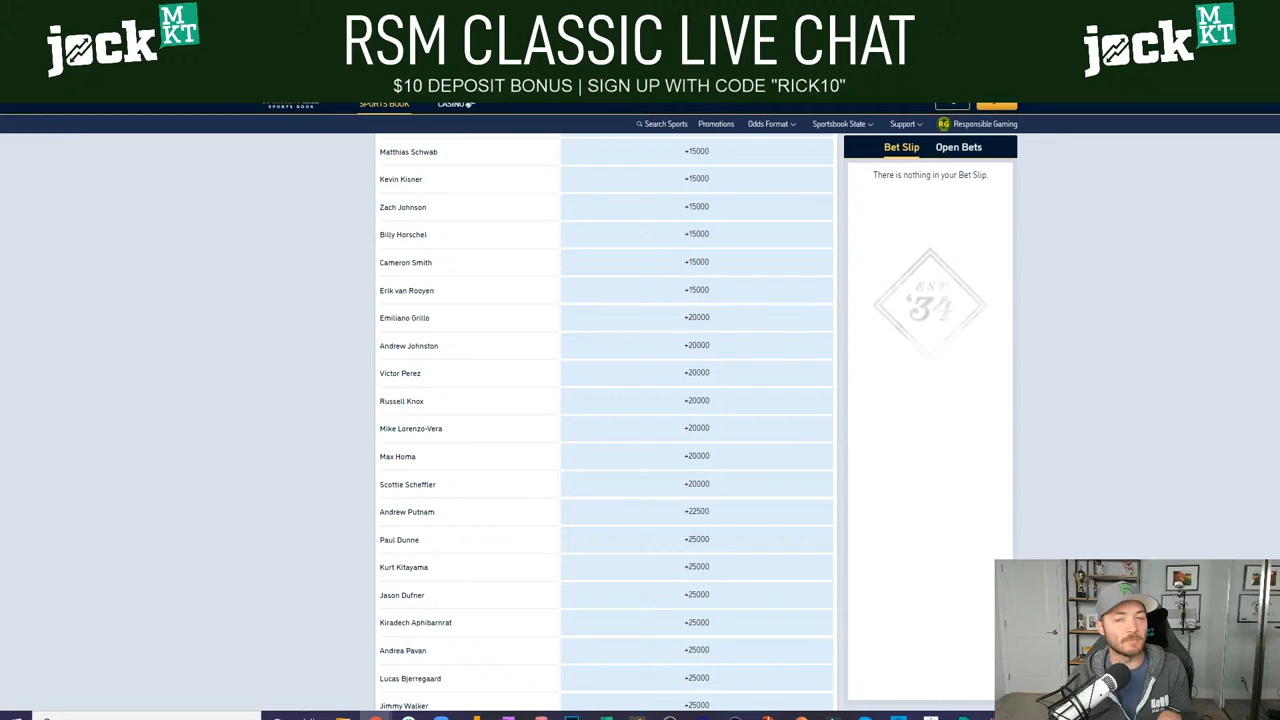 jock MKT
RSM CLASSIC LIVE CHAT
jock MKT
$10 DEPOSIT BONUS | SIGN UP WITH CODE "RICK10"
SPORTS BOOK
SPORTS BOOK
CASINO
Search Sports
Promotions
Odds Format
Sportsbook State
Support
RG
Responsible Gaming
Matthias Schwab +15000
Kevin Kisner +15000
Zach Johnson +15000
Billy Horschel +15000
Cameron Smith +15000
Erik van Rooyen +15000
Emiliano Grillo +20000
Andrew Johnston +20000
Victor Perez +20000
Russell Knox +20000
Mike Lorenzo-Vera +20000
Max Homa +20000
Scottie Scheffler +20000
Andrew Putnam +22500
Paul Dunne +25000
Kurt Kitayama +25000
Jason Dufner +25000
Kiradech Aphibarnrat +25000
Andrea Pavan +25000
Lucas Bjerregaard +25000
Jimmy Walker +25000
Bet Slip
Open Bets
There is nothing in your Bet Slip.
EST
'34